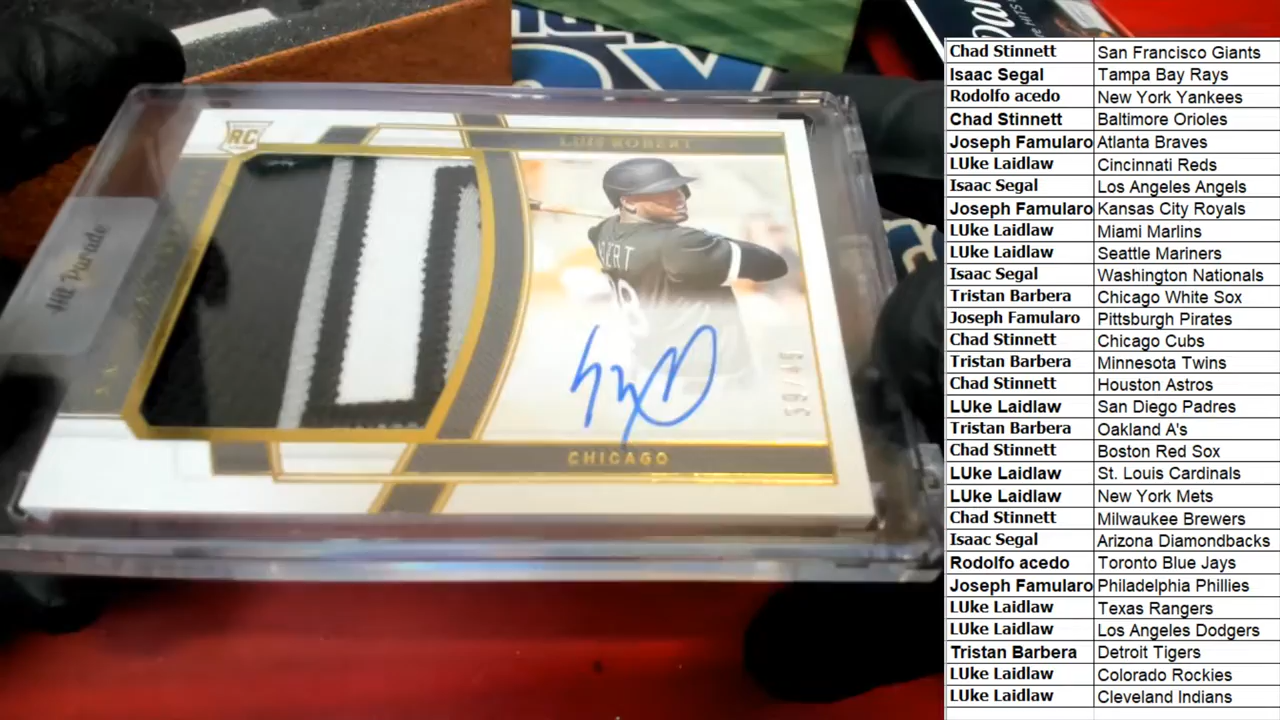 RC
LUIS ROBERT
Hit Parade
CHICAGO
Chad Stinnett San Francisco Giants
Isaac Segal Tampa Bay Rays
Rodolfo acedo New York Yankees
Chad Stinnett Baltimore Orioles
Joseph Famularo Atlanta Braves
LUke Laidlaw Cincinnati Reds
Isaac Segal Los Angeles Angels
Joseph Famularo Kansas City Royals
LUke Laidlaw Miami Marlins
LUke Laidlaw Seattle Mariners
Isaac Segal Washington Nationals
Tristan Barbera Chicago White Sox
Joseph Famularo Pittsburgh Pirates
Chad Stinnett Chicago Cubs
Tristan Barbera Minnesota Twins
Chad Stinnett Houston Astros
LUke Laidlaw San Diego Padres
Tristan Barbera Oakland A's
Chad Stinnett Boston Red Sox
LUke Laidlaw St. Louis Cardinals
LUke Laidlaw New York Mets
Chad Stinnett Milwaukee Brewers
Isaac Segal Arizona Diamondbacks
Rodolfo acedo Toronto Blue Jays
Joseph Famularo Philadelphia Phillies
LUke Laidlaw Texas Rangers
LUke Laidlaw Los Angeles Dodgers
Tristan Barbera Detroit Tigers
LUke Laidlaw Colorado Rockies
LUke Laidlaw Cleveland Indians